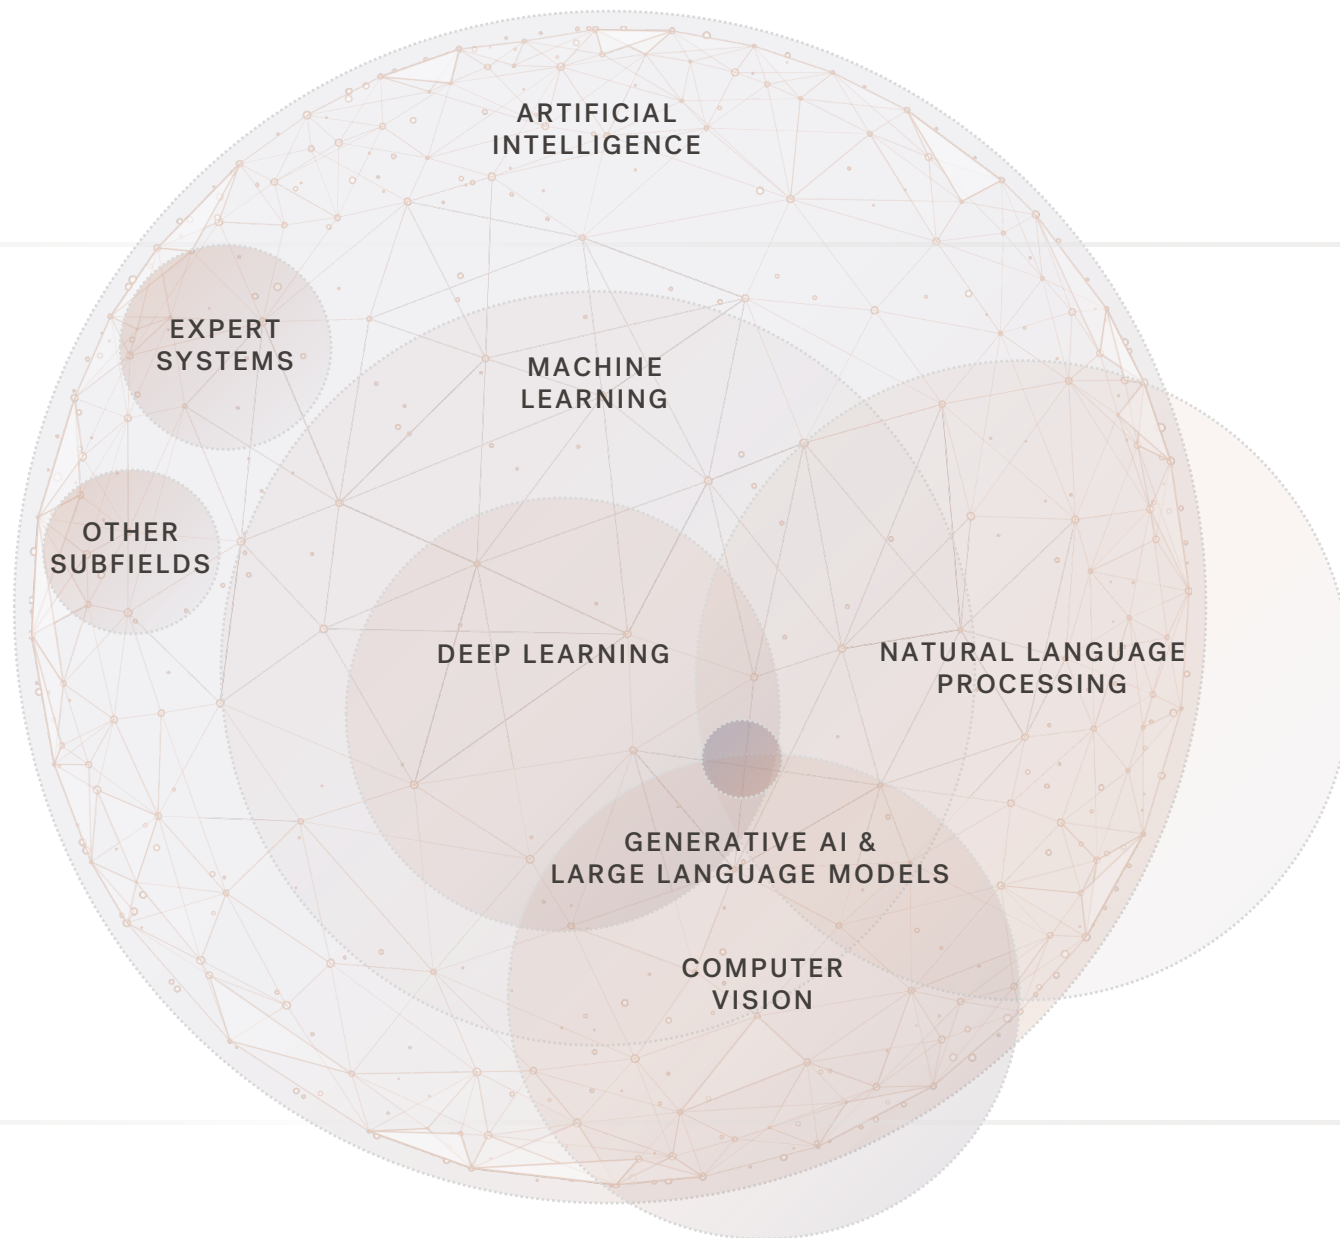 ARTIFICIAL
INTELLIGENCE
EXPERT
SYSTEMS
MACHINE
LEARNING
OTHER
SUBFIELDS
DEEP LEARNING
NATURAL LANGUAGE
PROCESSING
GENERATIVE AI &
LARGE LANGUAGE MODELS
COMPUTER
VISION